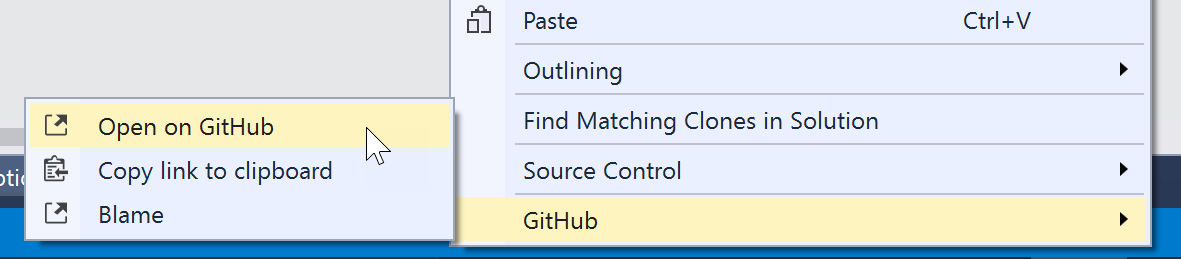 Paste Ctrl+V
Outlining
Find Matching Clones in Solution
Source Control
GitHub
Open on GitHub
Copy link to clipboard
Blame